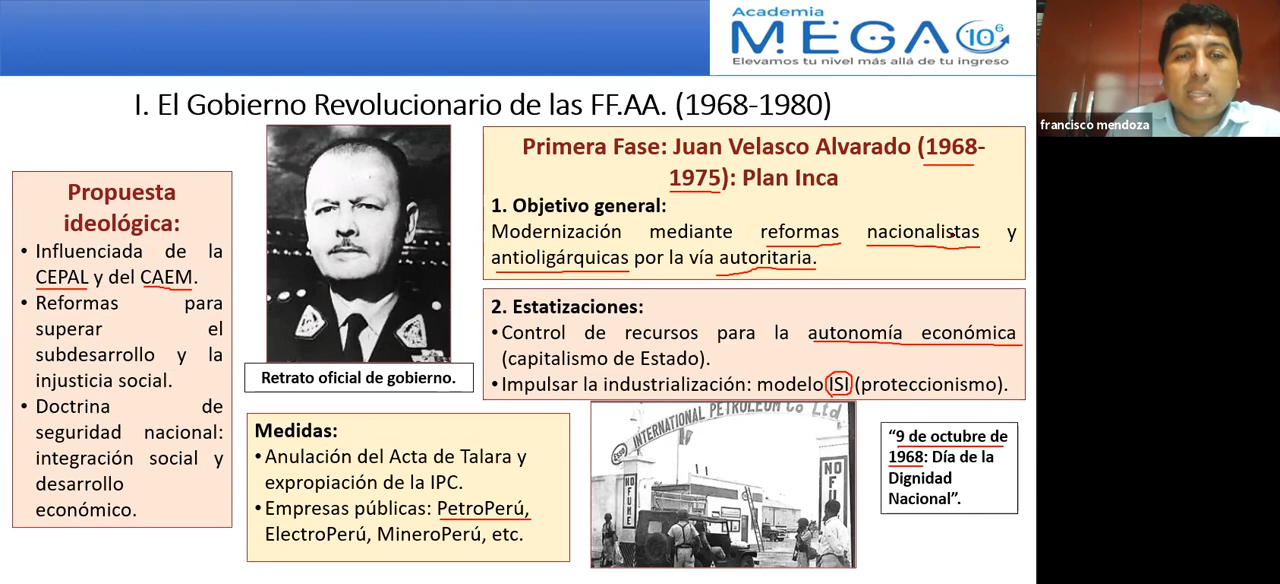 Academia
MEGA 10⁶
Elevamos tu nivel más allá de tu ingreso
francisco mendoza
I. El Gobierno Revolucionario de las FF.AA. (1968-1980)
Propuesta
ideológica:
• Influenciada de la
CEPAL y del CAEM.
• Reformas para
superar el
subdesarrollo y la
injusticia social.
• Doctrina de
seguridad nacional:
integración social y
desarrollo
económico.
Retrato oficial de gobierno.
Primera Fase: Juan Velasco Alvarado (1968-
1975): Plan Inca
1. Objetivo general:
Modernización mediante reformas nacionalistas y
antioligárquicas por la vía autoritaria.
2. Estatizaciones:
• Control de recursos para la autonomía económica
(capitalismo de Estado).
• Impulsar la industrialización: modelo ISI (proteccionismo).
Medidas:
• Anulación del Acta de Talara y
expropiación de la IPC.
• Empresas públicas: PetroPerú,
ElectroPerú, MineroPerú, etc.
ESSO INTERNATIONAL PETROLEUM Co Ltd
NO
FUME
NO
FUME
“9 de octubre de
1968: Día de la
Dignidad
Nacional”.